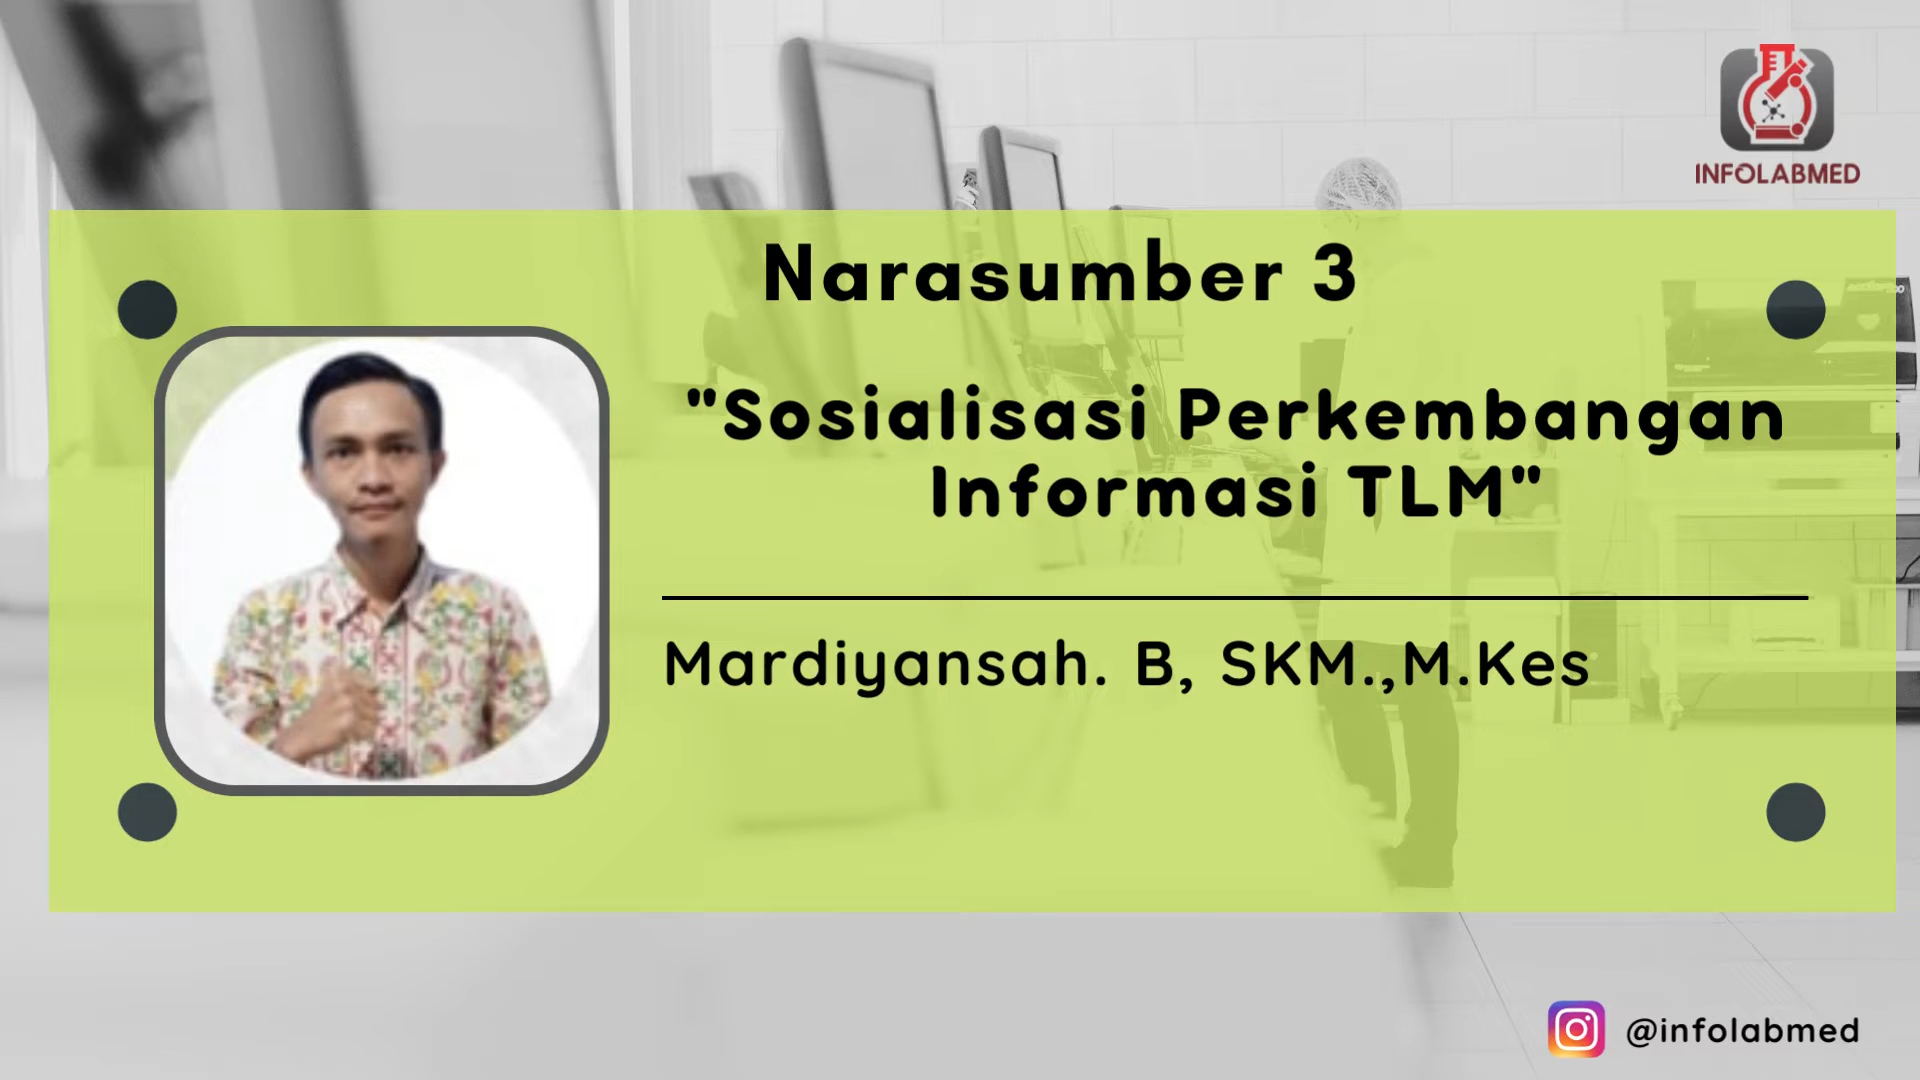 INFOLABMED
Narasumber 3
"Sosialisasi Perkembangan
Informasi TLM"
Mardiyansah. B, SKM.,M.Kes
@infolabmed